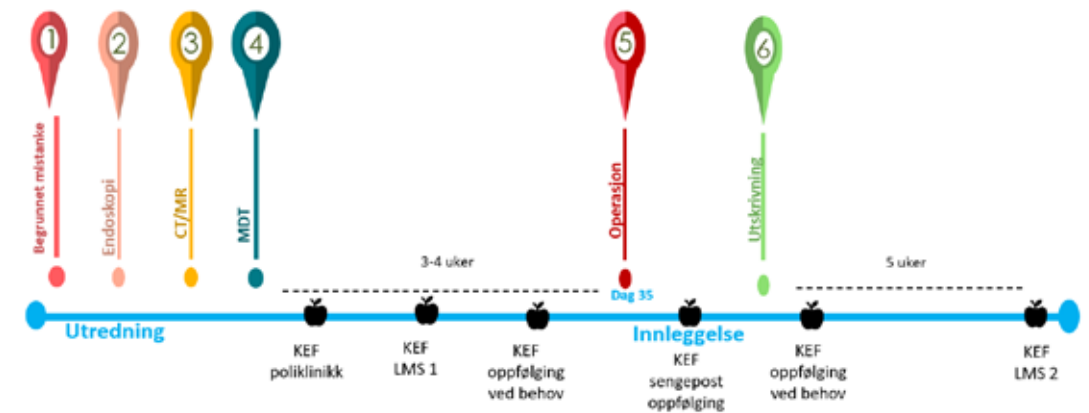 1
2
3
4
5
6
Begrunnet mistanke
Endoskopi
CT/MR
MDT
Operasjon
Utskrivning
3-4 uker
5 uker
Dag 35
Utredning
Innleggelse
KEF
poliklinikk
KEF
LMS 1
KEF
oppfølging
ved behov
KEF
sengepost
oppfølging
KEF
oppfølging
ved behov
KEF
LMS 2